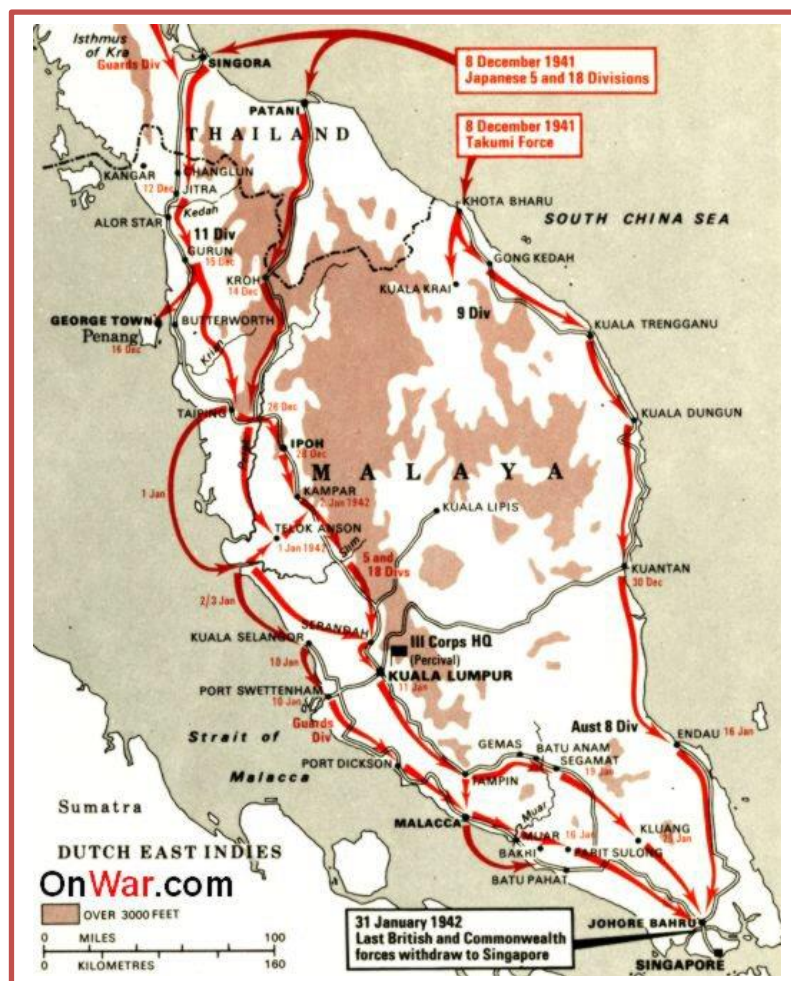 Isthmus
of Kra
Guards Div
SINGORA
8 December 1941
Japanese 5 and 18 Divisions
PATANI
THAILAND
8 December 1941
Takumi Force
KANGAR
CHANGLUN
12 Dec
JITRA
KHOTA BHARU
SOUTH CHINA SEA
ALOR STAR
Kedah
11 Div
GURUN
15 Dec
GONG KEDAH
KROH
14 Dec
KUALA KRAI
9 Div
GEORGE TOWN
Penang
16 Dec
BUTTERWORTH
Krian
KUALA TRENGGANU
TAIPING
26 Dec
KUALA DUNGUN
IPOH
28 Dec
MALAYA
1 Jan
KAMPAR
2 Jan 1942
KUALA LIPIS
TELOK ANSON
1 Jan 1942
Slim
5 and
18 Divs
KUANTAN
30 Dec
2/3 Jan
SERANDAH
KUALA SELANGOR
10 Jan
III Corps HQ
(Percival)
KUALA LUMPUR
11 Jan
PORT SWETTENHAM
10 Jan
Guards
Div
Strait of
Malacca
Aust 8 Div
ENDAU 16 Jan
GEMAS
BATU ANAM
SEGAMAT
19 Jan
PORT DICKSON
TAMPIN
Sumatra
Muar
MALACCA
MUAR
16 Jan
KLUANG
25 Jan
BAKHI
PARIT SULONG
DUTCH EAST INDIES
BATU PAHAT
OnWar.com
OVER 3000 FEET
31 January 1942
Last British and Commonwealth
forces withdraw to Singapore
JOHORE BAHRU
SINGAPORE
0 MILES 100
0 KILOMETRES 160